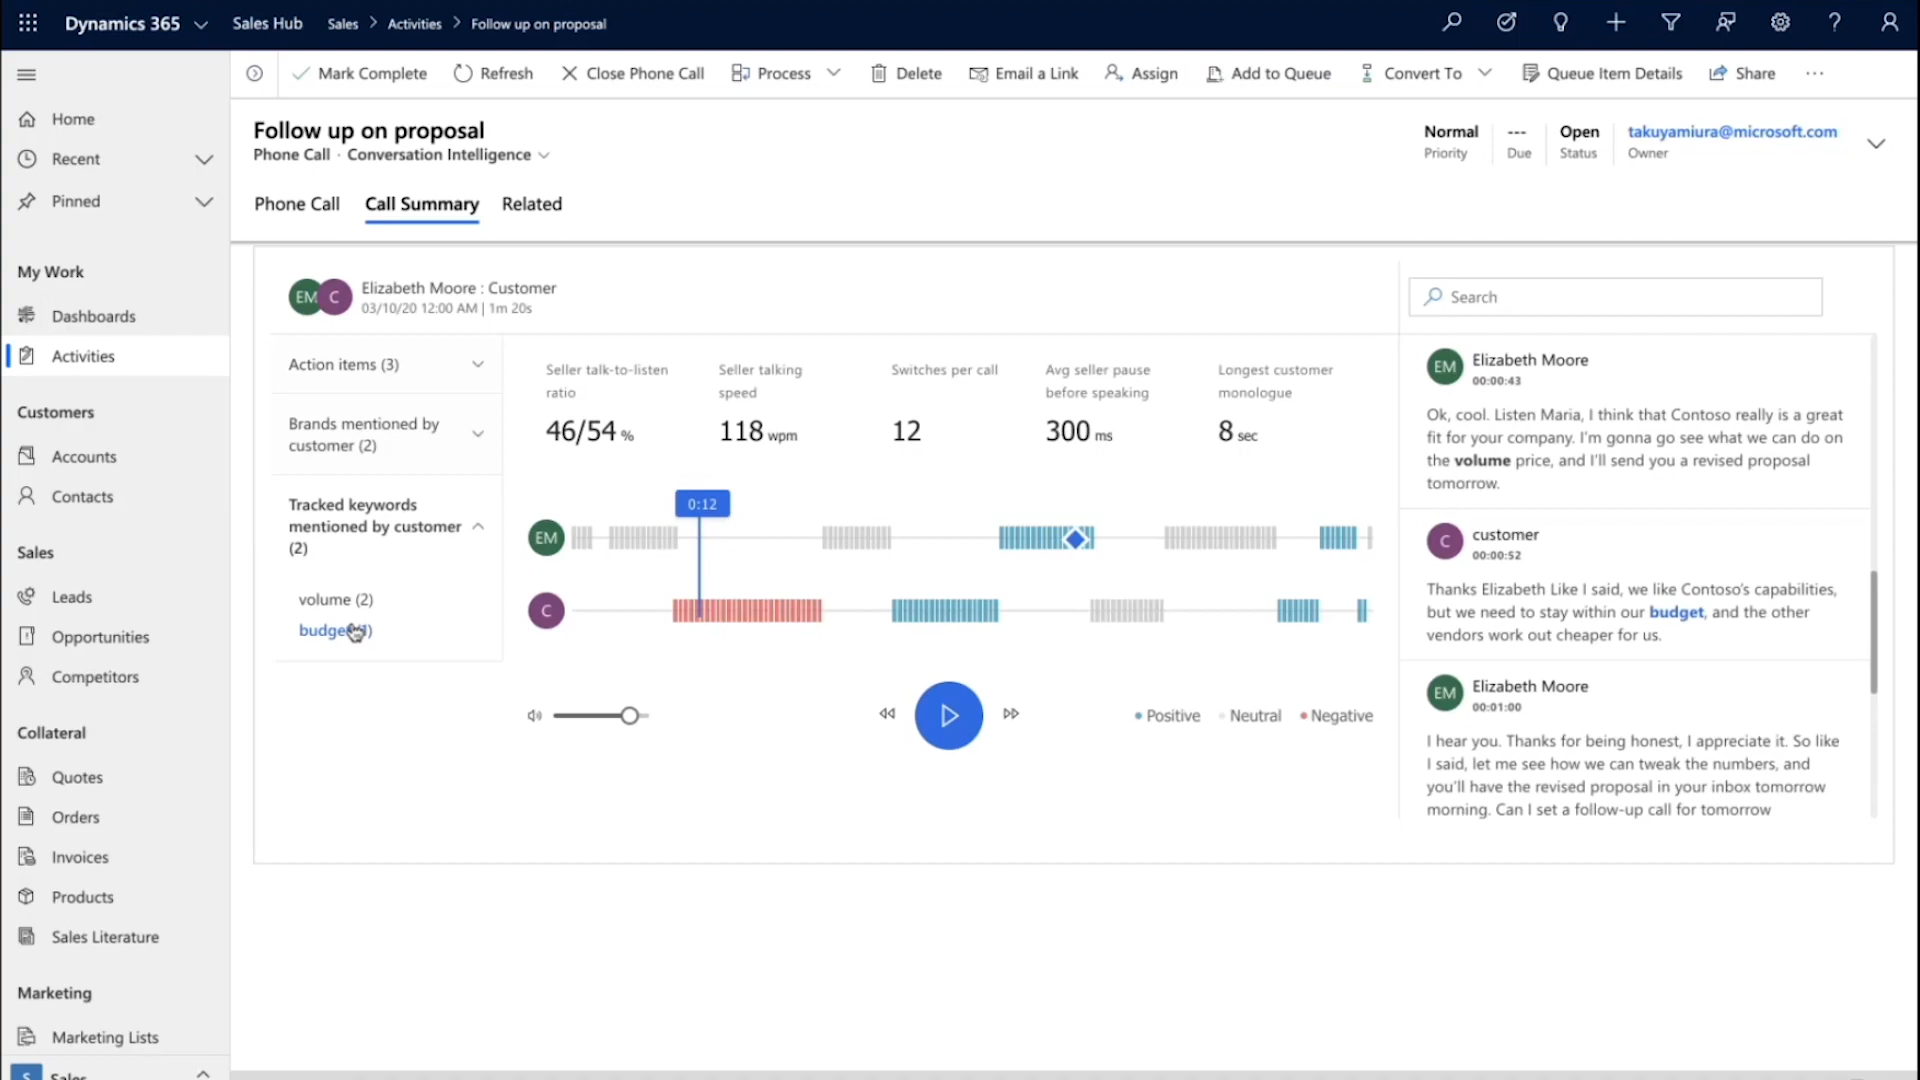 Dynamics 365 Sales Hub Sales > Activities > Follow up on proposal
Mark Complete Refresh Close Phone Call Process Delete Email a Link Assign Add to Queue Convert To Queue Item Details Share ...
Home
Recent
Pinned
My Work
Dashboards
Activities
Customers
Accounts
Contacts
Sales
Leads
Opportunities
Competitors
Collateral
Quotes
Orders
Invoices
Products
Sales Literature
Marketing
Marketing Lists
S Sales
Follow up on proposal
Phone Call · Conversation Intelligence
Normal
Priority
---
Due
Open
Status
takuyamiura@microsoft.com
Owner
Phone Call Call Summary Related
EM C Elizabeth Moore : Customer
03/10/20 12:00 AM | 1m 20s
Action items (3)
Brands mentioned by
customer (2)
Tracked keywords
mentioned by customer
(2)
volume (2)
Seller talk-to-listen
ratio
46/54 %
Seller talking
speed
118 wpm
Switches per call
12
Avg seller pause
before speaking
300 ms
Longest customer
monologue
8 sec
0:12
EM
C
Positive Neutral Negative
Search
EM Elizabeth Moore
00:00:43
Ok, cool. Listen Maria, I think that Contoso really is a great
fit for your company. I'm gonna go see what we can do on
the volume price, and I'll send you a revised proposal
tomorrow.
C customer
00:00:52
Thanks Elizabeth Like I said, we like Contoso's capabilities,
but we need to stay within our budget, and the other
vendors work out cheaper for us.
EM Elizabeth Moore
00:01:00
I hear you. Thanks for being honest, I appreciate it. So like
I said, let me see how we can tweak the numbers, and
you'll have the revised proposal in your inbox tomorrow
morning. Can I set a follow-up call for tomorrow